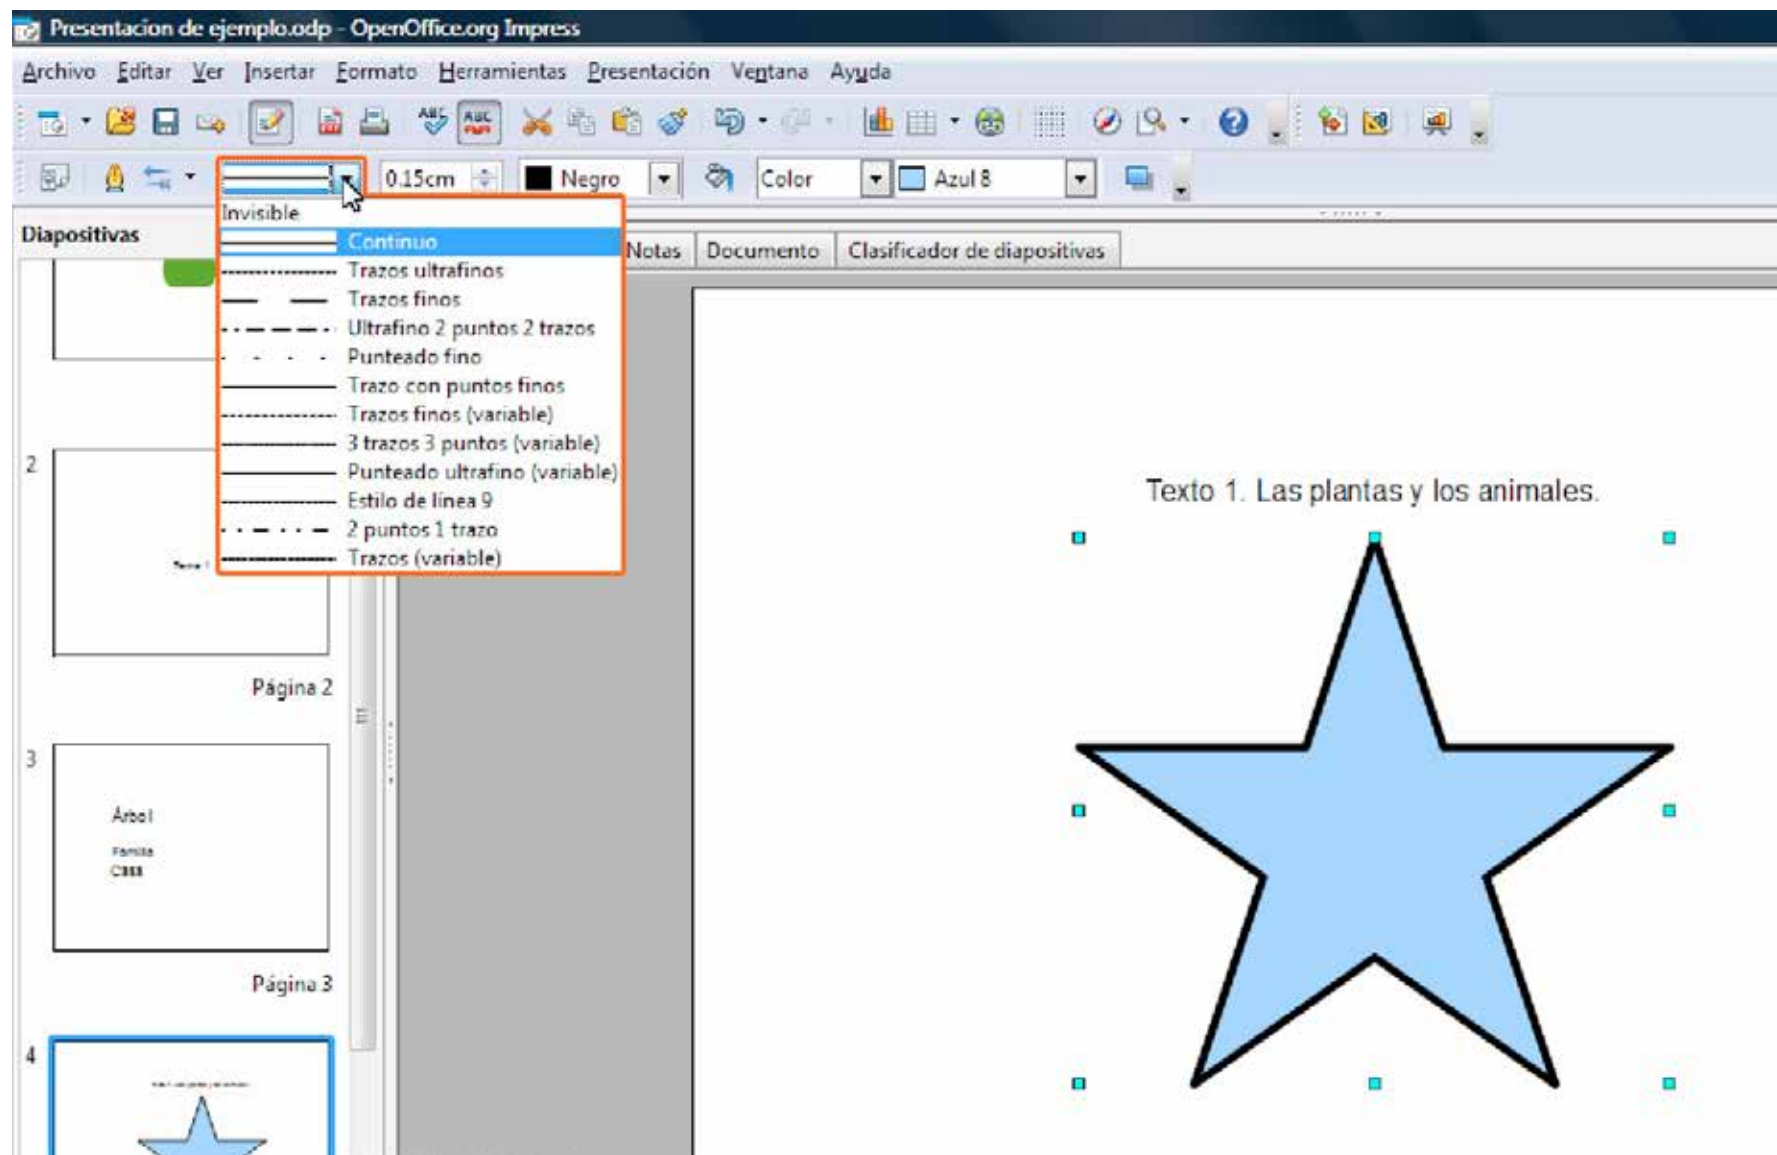 Presentacion de ejemplo.odp - OpenOffice.org Impress
Archivo Editar Ver Insertar Formato Herramientas Presentación Ventana Ayuda
ABC ABC
0.15cm Negro Color Azul 8
Invisible
Continuo
Trazos ultrafinos
Trazos finos
Ultrafino 2 puntos 2 trazos
Punteado fino
Trazo con puntos finos
Trazos finos (variable)
3 trazos 3 puntos (variable)
Punteado ultrafino (variable)
Estilo de línea 9
2 puntos 1 trazo
Trazos (variable)
Diapositivas
Notas Documento Clasificador de diapositivas
2
Página 2
3
Árbol
Familia
Casa
Página 3
4
Texto 1. Las plantas y los animales.